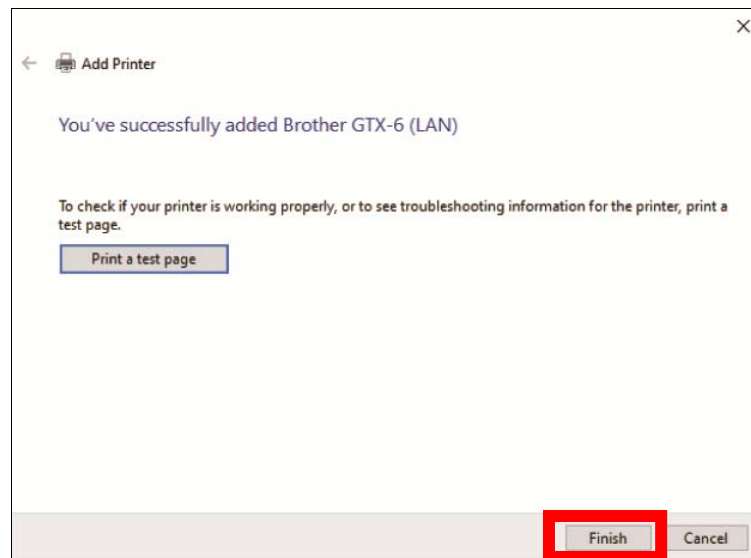 Add Printer
You've successfully added Brother GTX-6 (LAN)
To check if your printer is working properly, or to see troubleshooting information for the printer, print a
test page.
Print a test page
Finish
Cancel